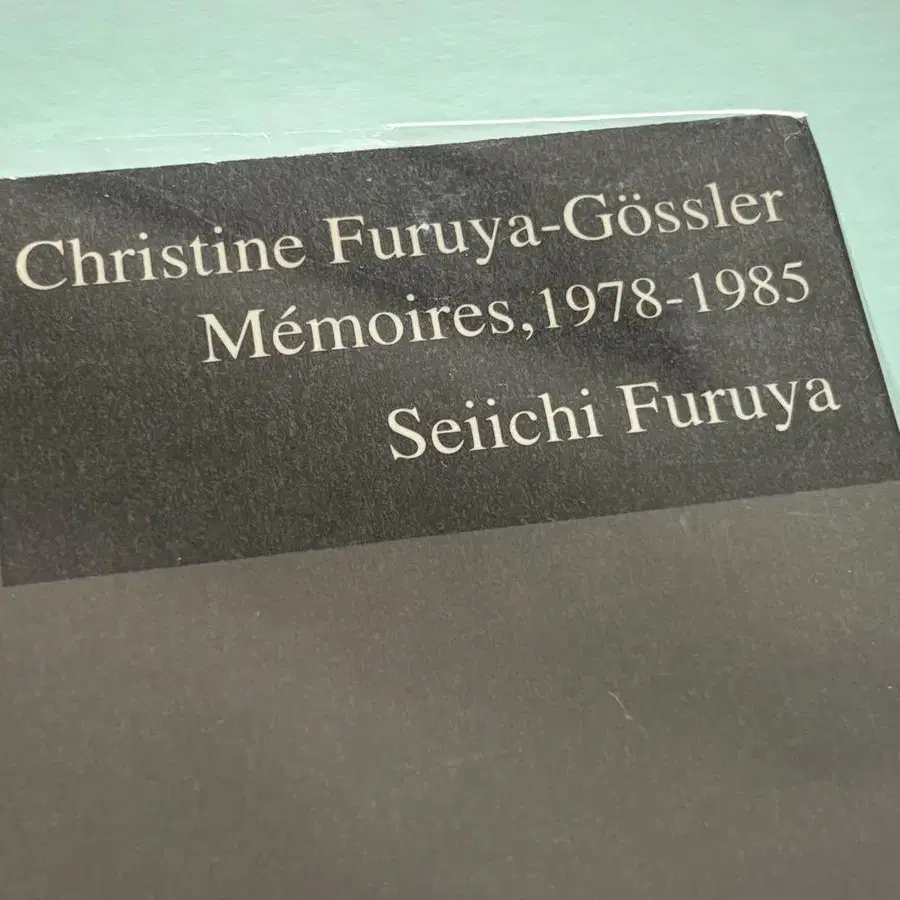 Christine Furuya-Gössler
Mémoires,1978-1985
Seiichi Furuya